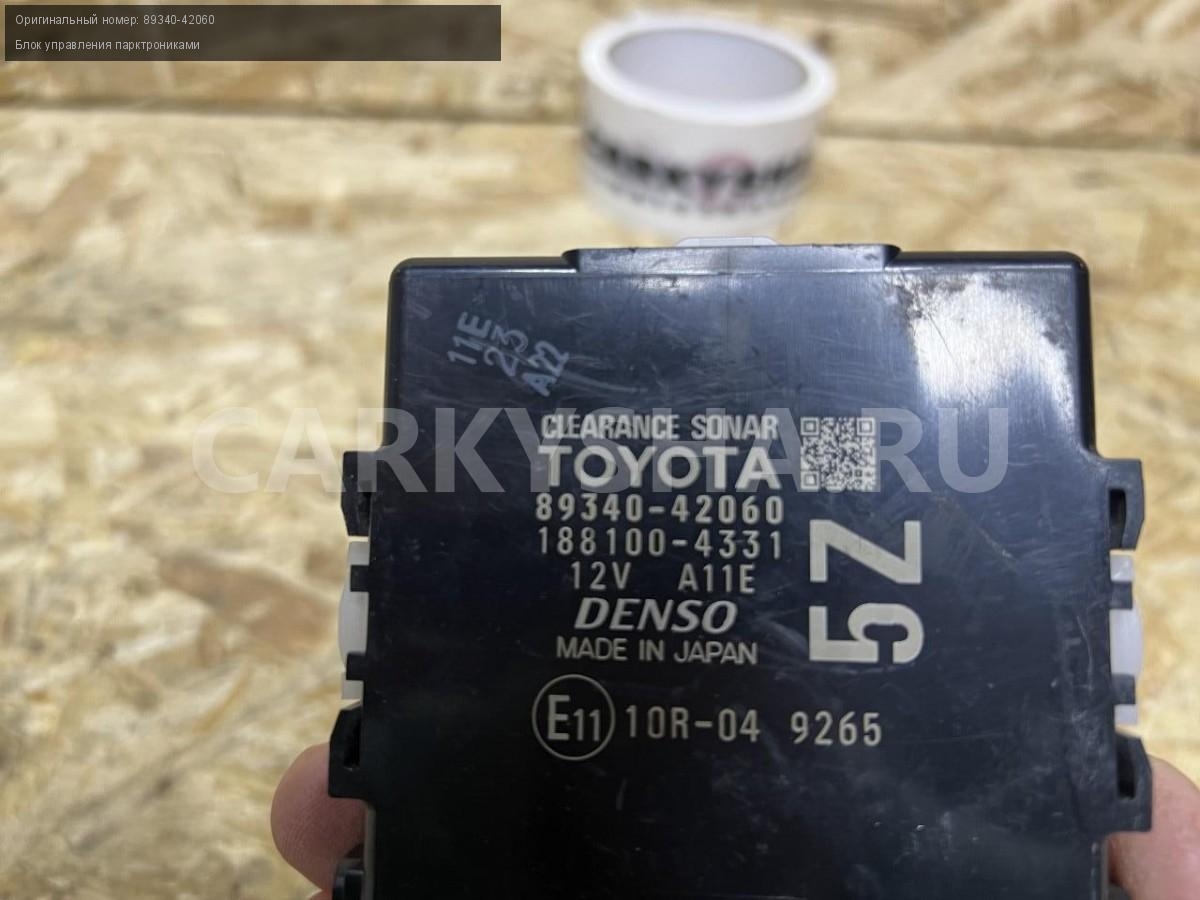 Оригинальный номер: 89340-42060
Блок управления парктрониками
11E
23
CLEARANCE SONAR
TOYOTA
89340-42060
188100-4331
12V A11E
DENSO
MADE IN JAPAN
5Z
E11 10R-04 9265
CARKYSHA.RU